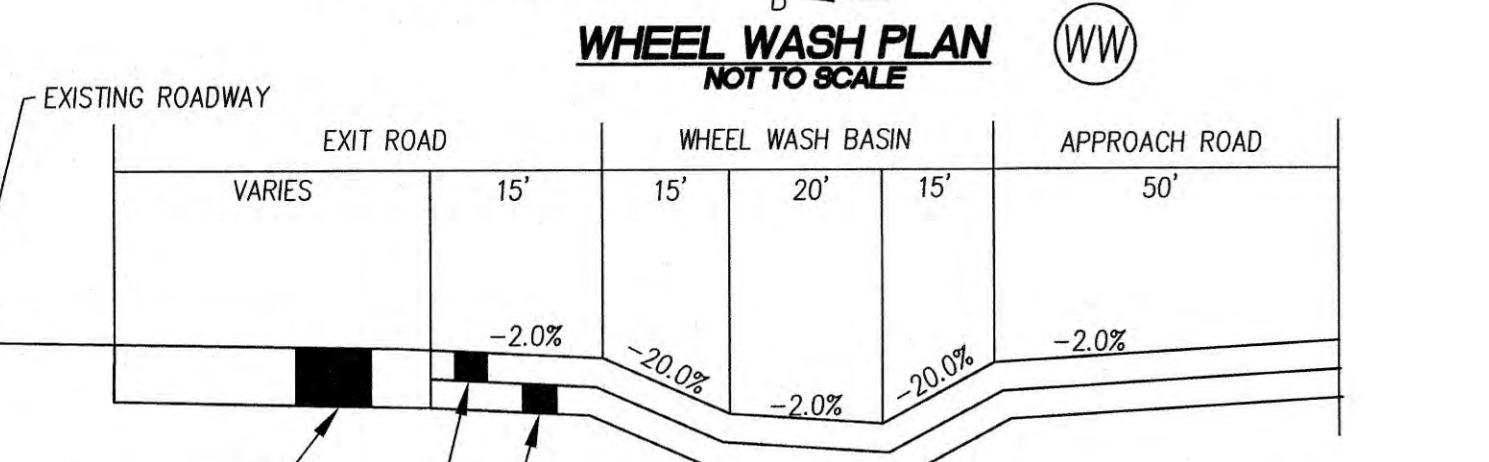 B
WHEEL WASH PLAN
WW
NOT TO SCALE
EXISTING ROADWAY
EXIT ROAD
WHEEL WASH BASIN
APPROACH ROAD
VARIES
15'
15'
20'
15'
50'
-2.0%
-20.0%
-2.0%
-20.0%
-2.0%